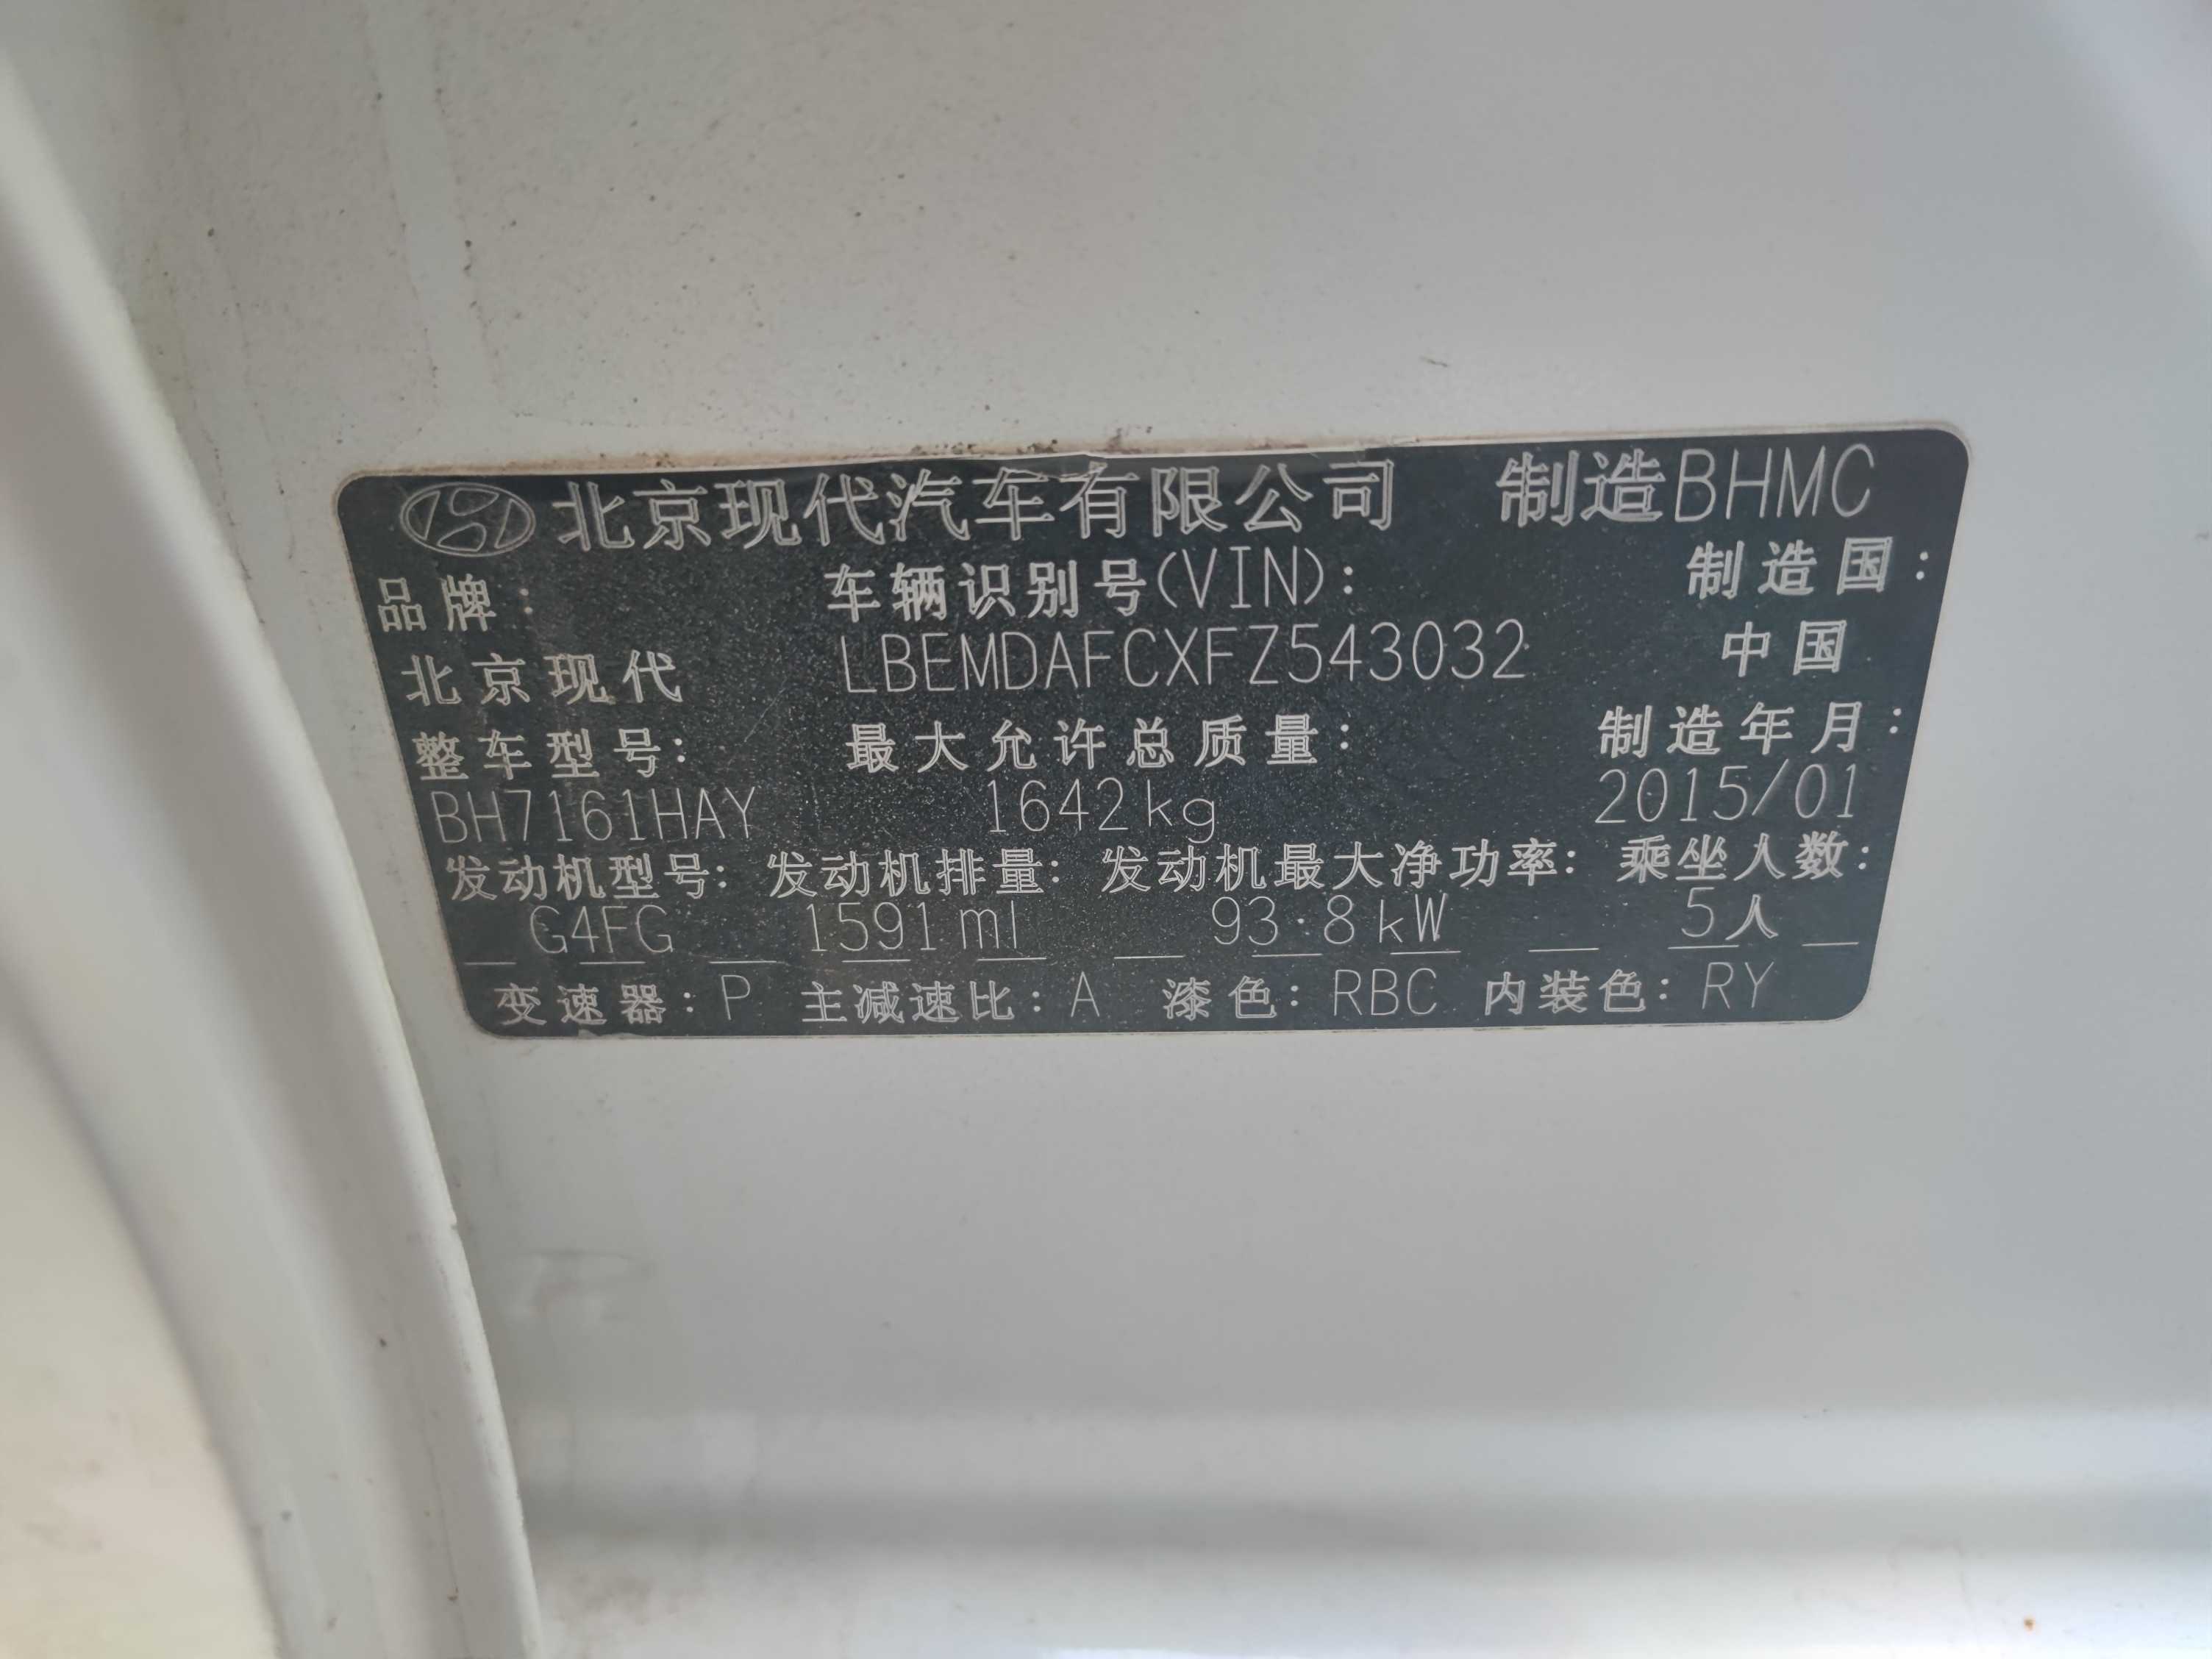 北京现代汽车有限公司 制造BHMC
品牌: 车辆识别号(VIN): 制造国:
北京现代 LBEMDAFCXFZ543032 中国
整车型号: 最大允许总质量: 制造年月:
BH7161HAY 1642kg 2015/01
发动机型号: 发动机排量: 发动机最大净功率: 乘坐人数:
G4FG 1591ml 93.8kW 5人
变速器: P 主减速比: A 漆色: RBC 内装色: RY